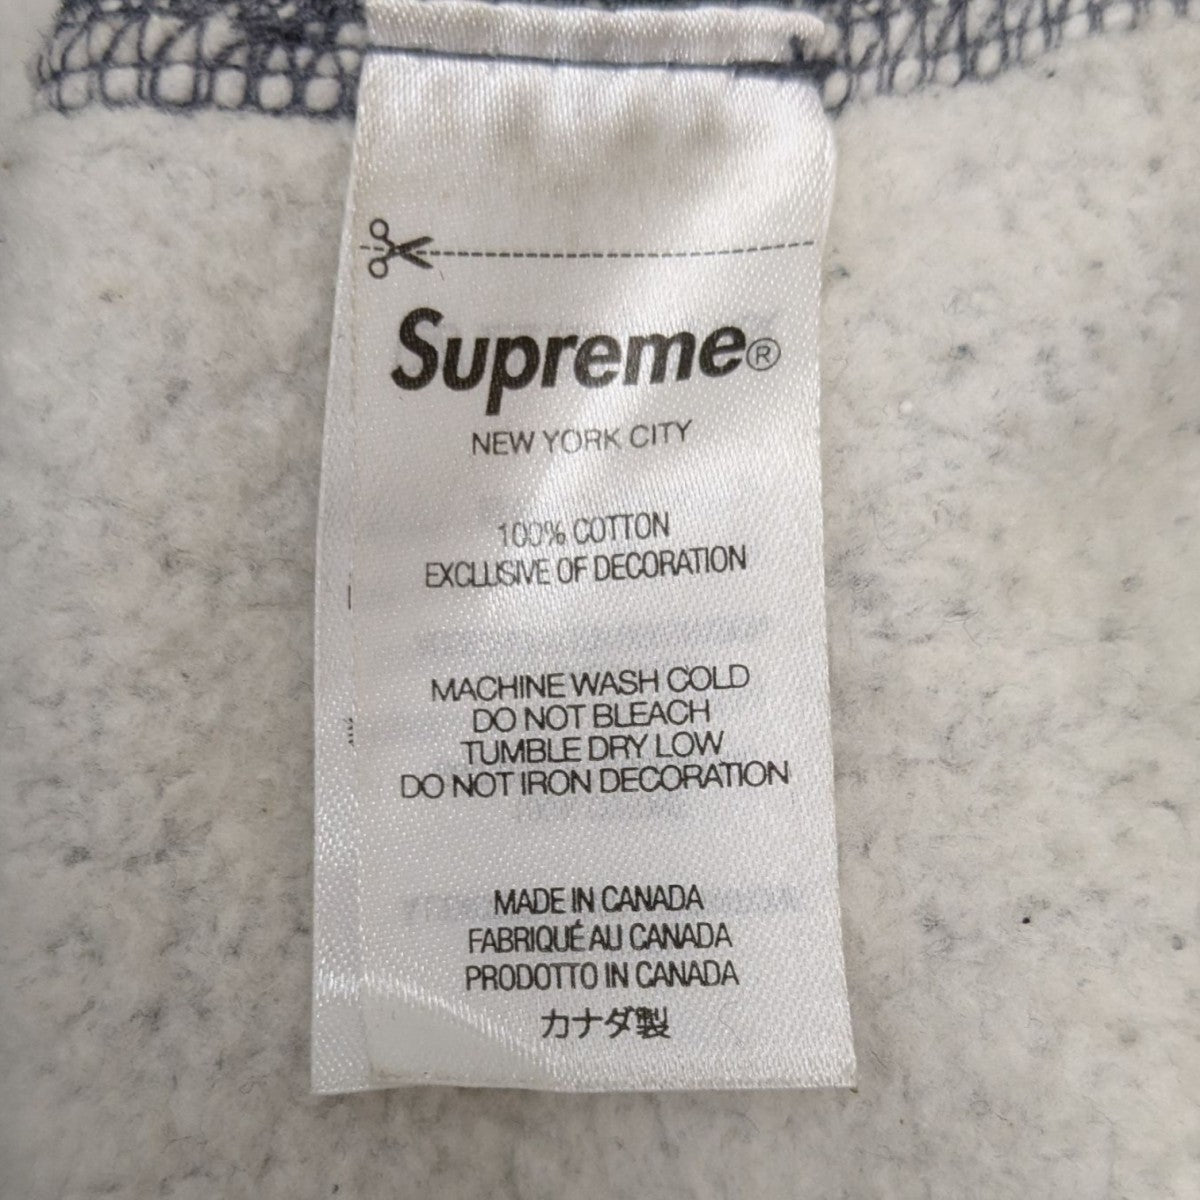 Supreme®
NEW YORK CITY
100% COTTON
EXCLUSIVE OF DECORATION
MACHINE WASH COLD
DO NOT BLEACH
TUMBLE DRY LOW
DO NOT IRON DECORATION
MADE IN CANADA
FABRIQUÉ AU CANADA
PRODOTTO IN CANADA
カナダ製